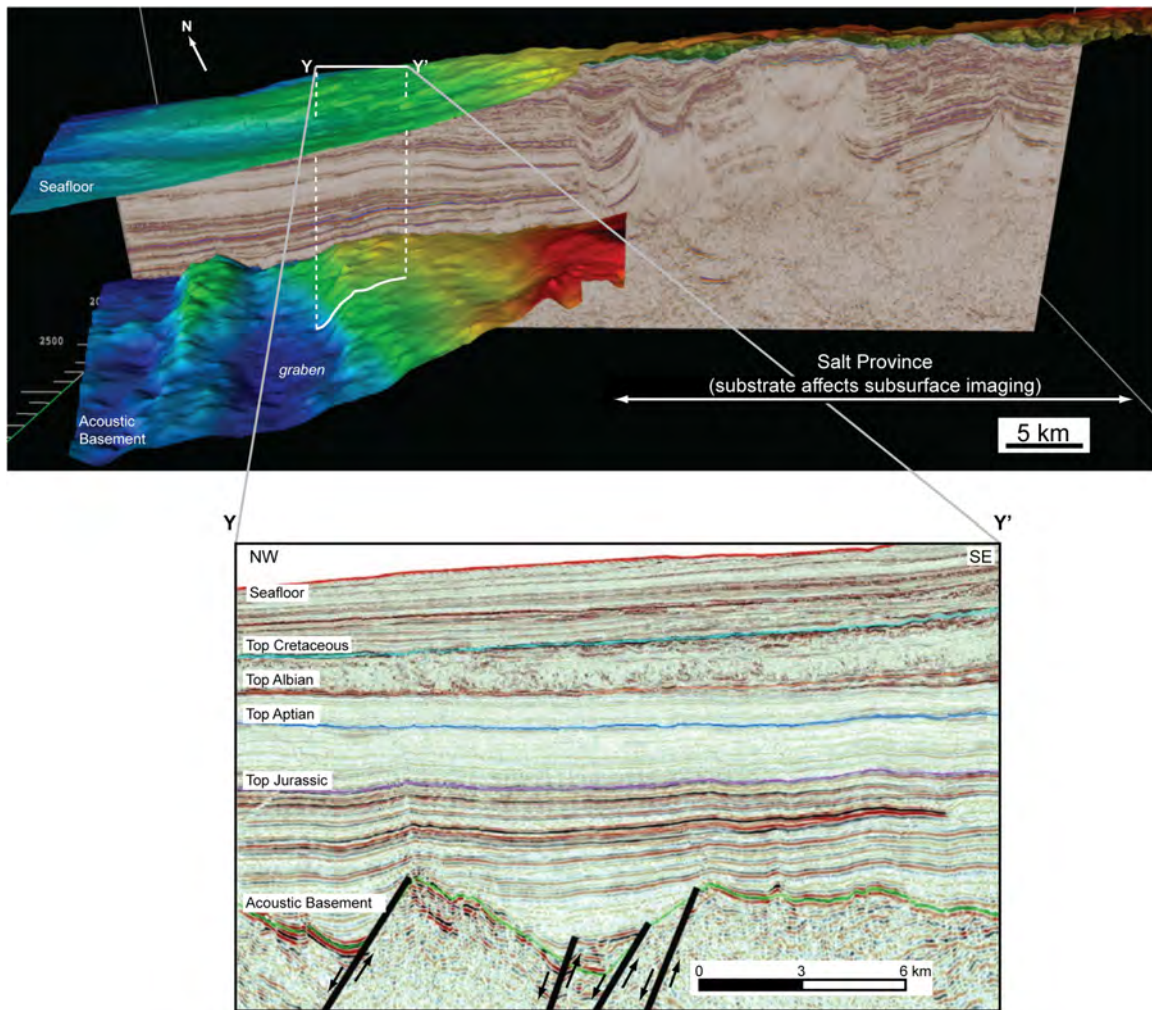 N
Y Y'
Seafloor
20
2500
graben
Acoustic
Basement
Salt Province
(substrate affects subsurface imaging)
5 km
Y Y'
NW SE
Seafloor
Top Cretaceous
Top Albian
Top Aptian
Top Jurassic
Acoustic Basement
0 3 6 km